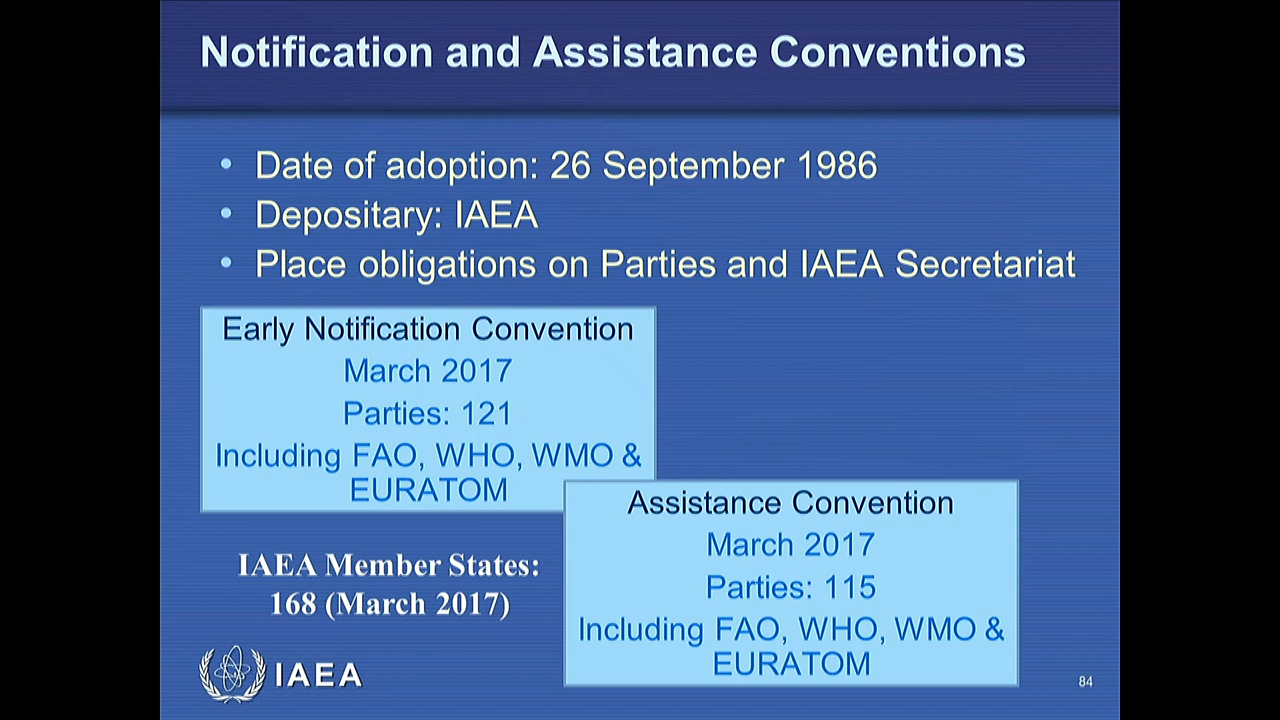 Notification and Assistance Conventions
• Date of adoption: 26 September 1986
• Depositary: IAEA
• Place obligations on Parties and IAEA Secretariat
Early Notification Convention
March 2017
Parties: 121
Including FAO, WHO, WMO &
EURATOM
Assistance Convention
March 2017
Parties: 115
Including FAO, WHO, WMO &
EURATOM
IAEA Member States:
168 (March 2017)
IAEA
84